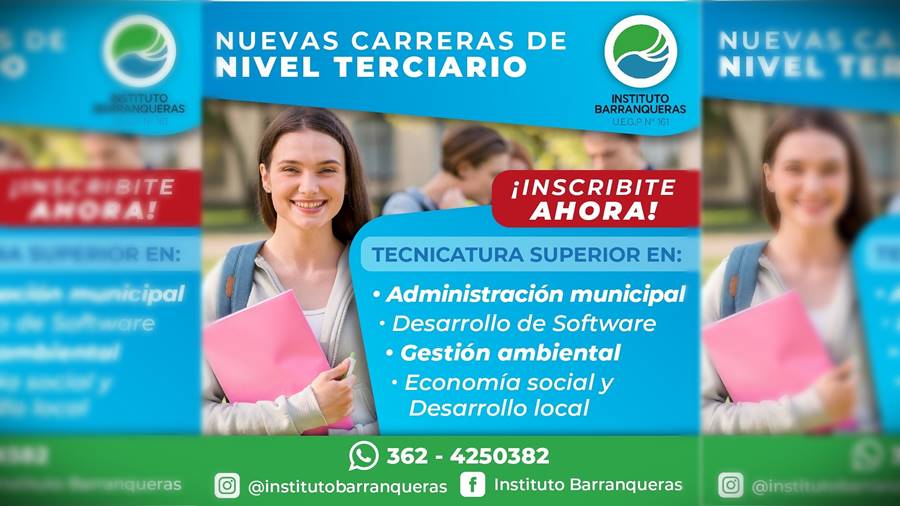 NUEVAS CARRERAS DE
NIVEL TERCIARIO
INSTITUTO
BARRANQUERAS
U.E.G.P N° 161
¡INSCRIBITE
AHORA!
TECNICATURA SUPERIOR EN:
• Administración municipal
• Desarrollo de Software
• Gestión ambiental
• Economía social y
Desarrollo local
362 - 4250382
@institutobarranqueras
Instituto Barranqueras